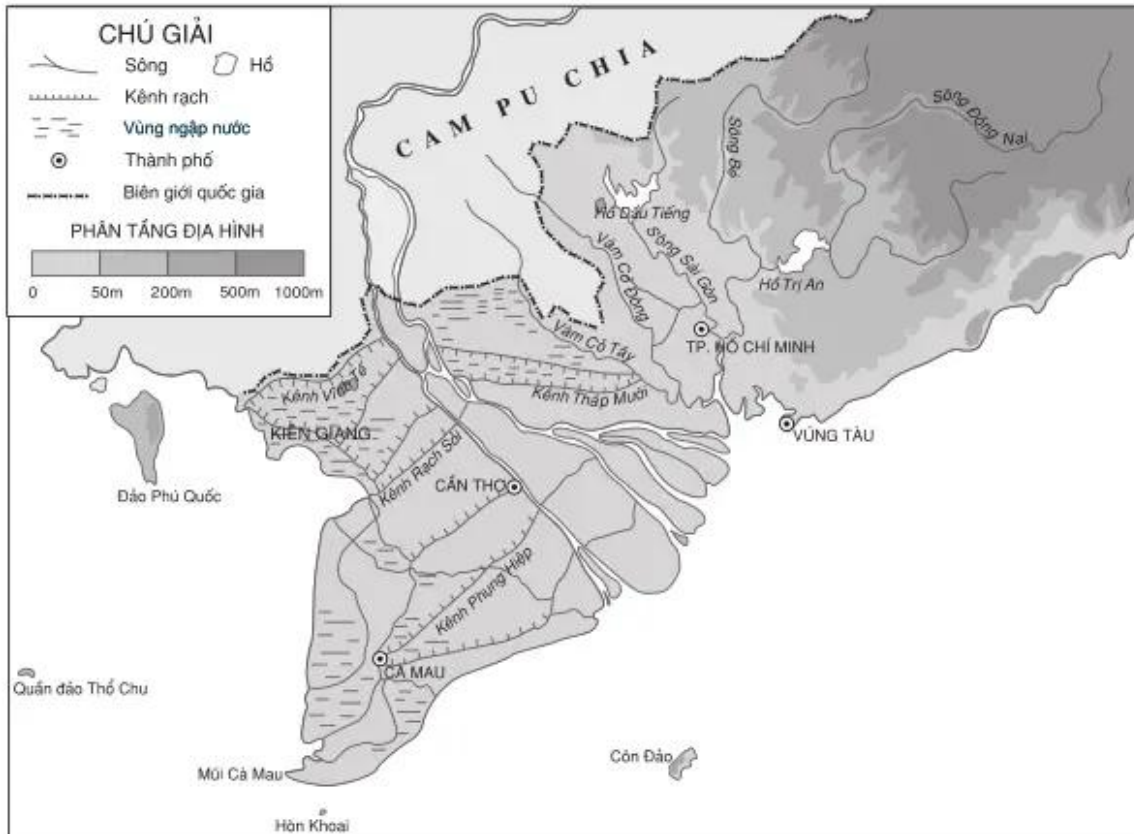 CHÚ GIẢI
Sông
Hồ
Kênh rạch
Vùng ngập nước
Thành phố
Biên giới quốc gia
PHÂN TẦNG ĐỊA HÌNH
0 50m 200m 500m 1000m
CAM PU CHIA
Sông Đồng Nai
Sông Bé
Hồ Dầu Tiếng
Sông Sài Gòn
Vàm Cỏ Đông
Hồ Trị An
Vàm Cỏ Tây
TP. HỒ CHÍ MINH
Kênh Vĩnh Tế
Kênh Tháp Mười
KIÊN GIANG
VŨNG TÀU
Kênh Rạch Sỏi
CẦN THƠ
Đảo Phú Quốc
Kênh Phụng Hiệp
CÀ MAU
Quần đảo Thổ Chu
Côn Đảo
Mũi Cà Mau
Hòn Khoai